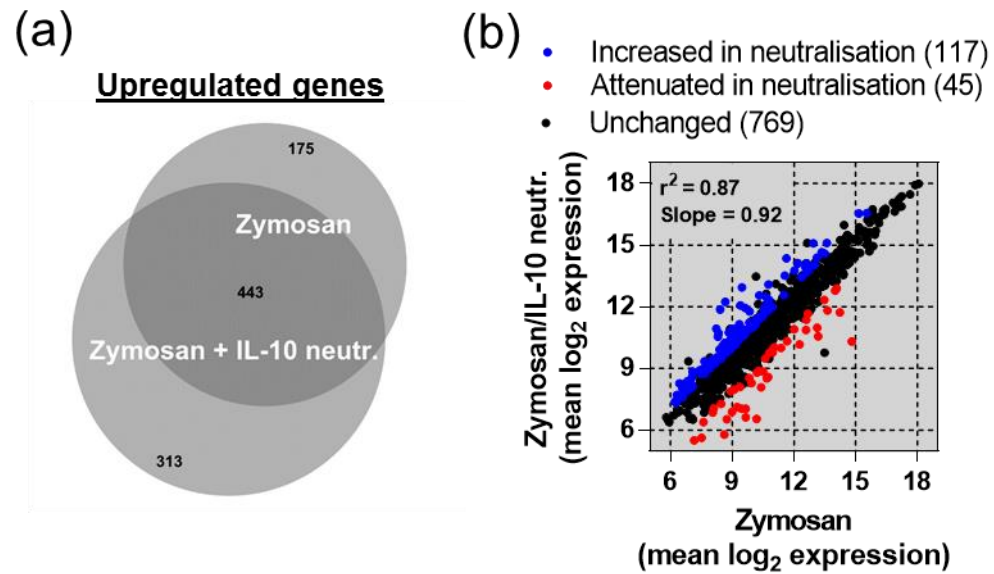 (a)
Upregulated genes
175
Zymosan
443
Zymosan + IL-10 neutr.
313
(b)
Increased in neutralisation (117)
Attenuated in neutralisation (45)
Unchanged (769)
Zymosan/IL-10 neutr.
(mean log₂ expression)
18
15
12
9
6
r² = 0.87
Slope = 0.92
6 9 12 15 18
Zymosan
(mean log₂ expression)